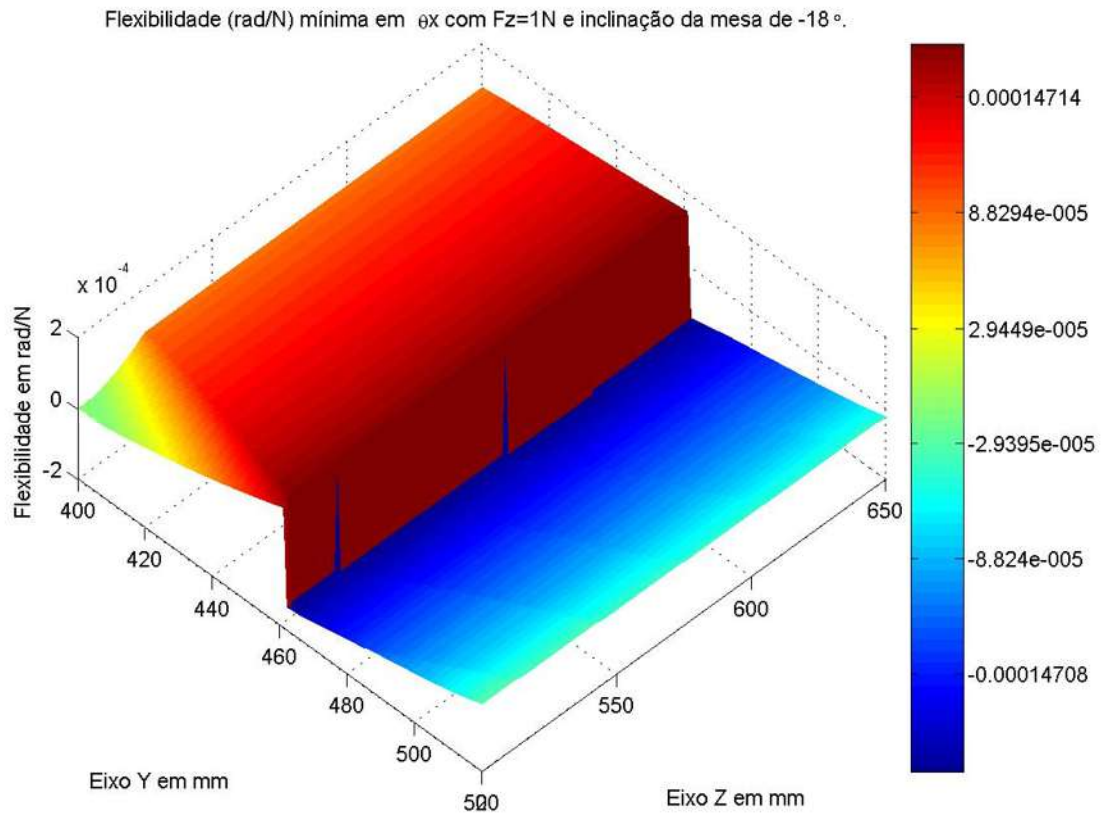 Flexibilidade (rad/N) mínima em θx com Fz=1N e inclinação da mesa de -18 º.
x 10
-4
Flexibilidade em rad/N
2
0
-2
400
420
440
460
480
500
Eixo Y em mm
550
600
650
Eixo Z em mm
0.00014714
8.8294e-005
2.9449e-005
-2.9395e-005
-8.824e-005
-0.00014708